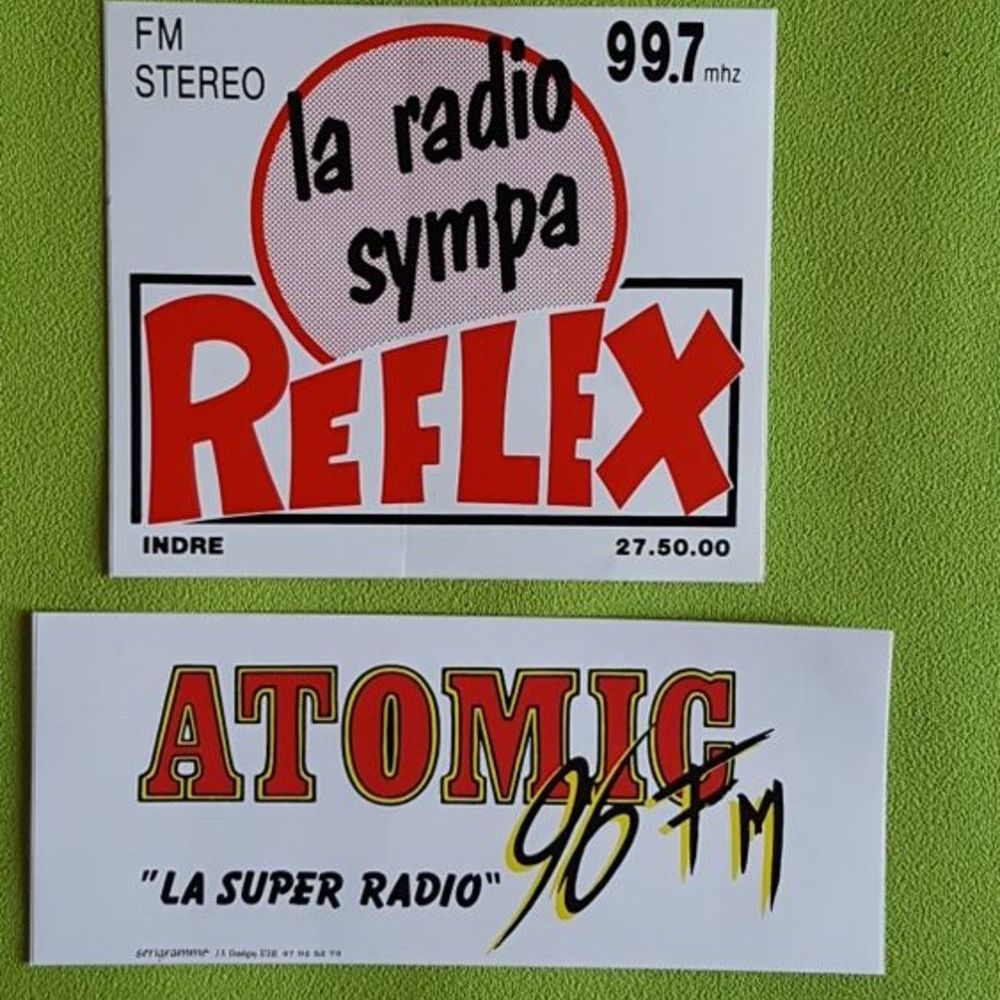 FM
STEREO
99.7 mhz
la radio
sympa
REFLEX
INDRE
27.50.00
ATOMIC
96 FM
"LA SUPER RADIO"
serigramme